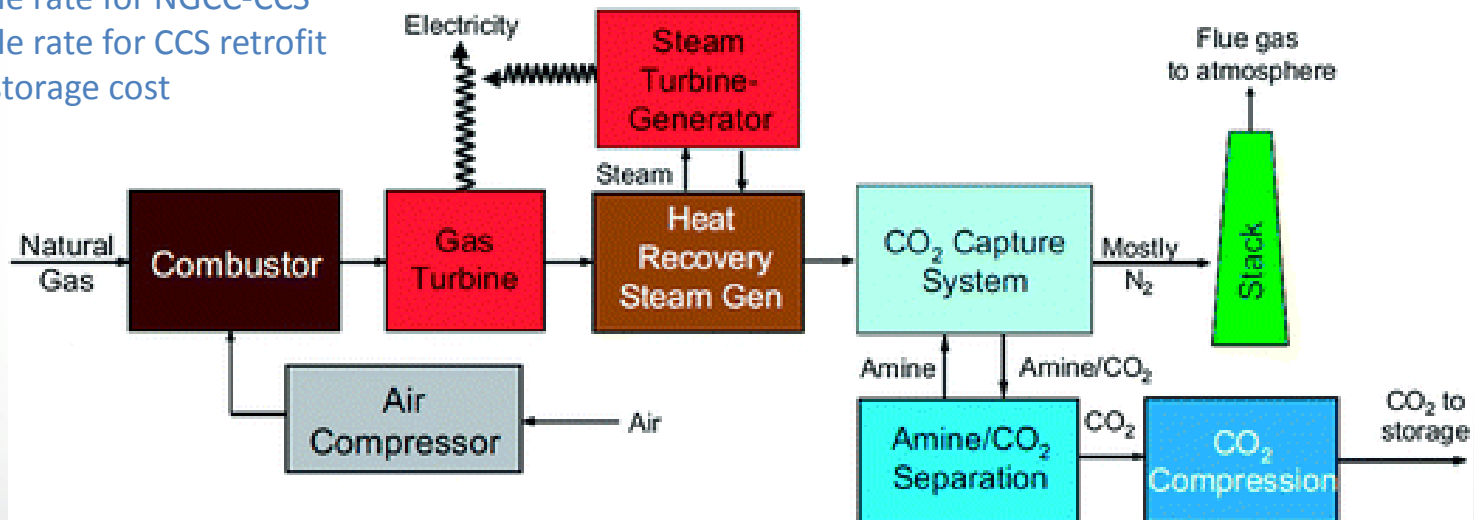 le rate for NGCC-CCS
le rate for CCS retrofit
storage cost
Electricity
Steam
Turbine-
Generator
Flue gas
to atmosphere
Steam
Natural
Gas
Combustor
Gas
Turbine
Heat
Recovery
Steam Gen
CO₂ Capture
System
Mostly
N₂
Stack
Air
Compressor
Air
Amine
Amine/CO₂
Amine/CO₂
Separation
CO₂
CO₂
Compression
CO₂ to
storage